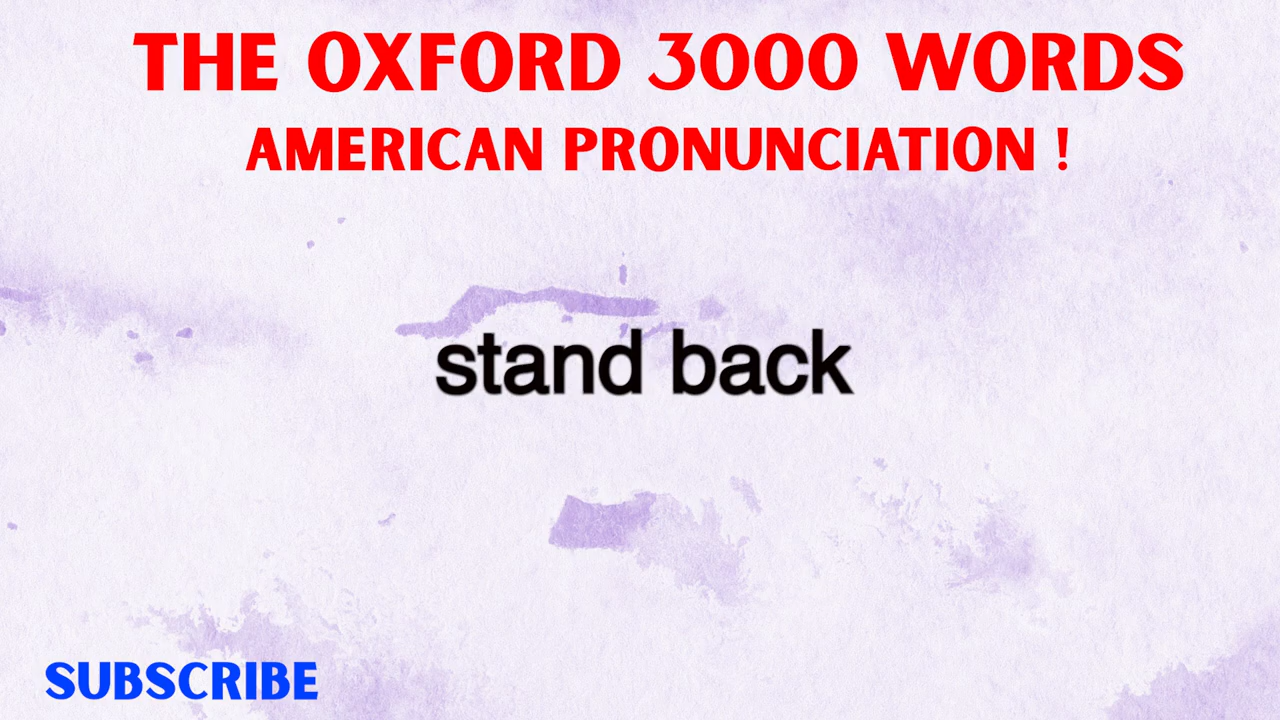 THE OXFORD 3000 WORDS
AMERICAN PRONUNCIATION !
stand back
SUBSCRIBE